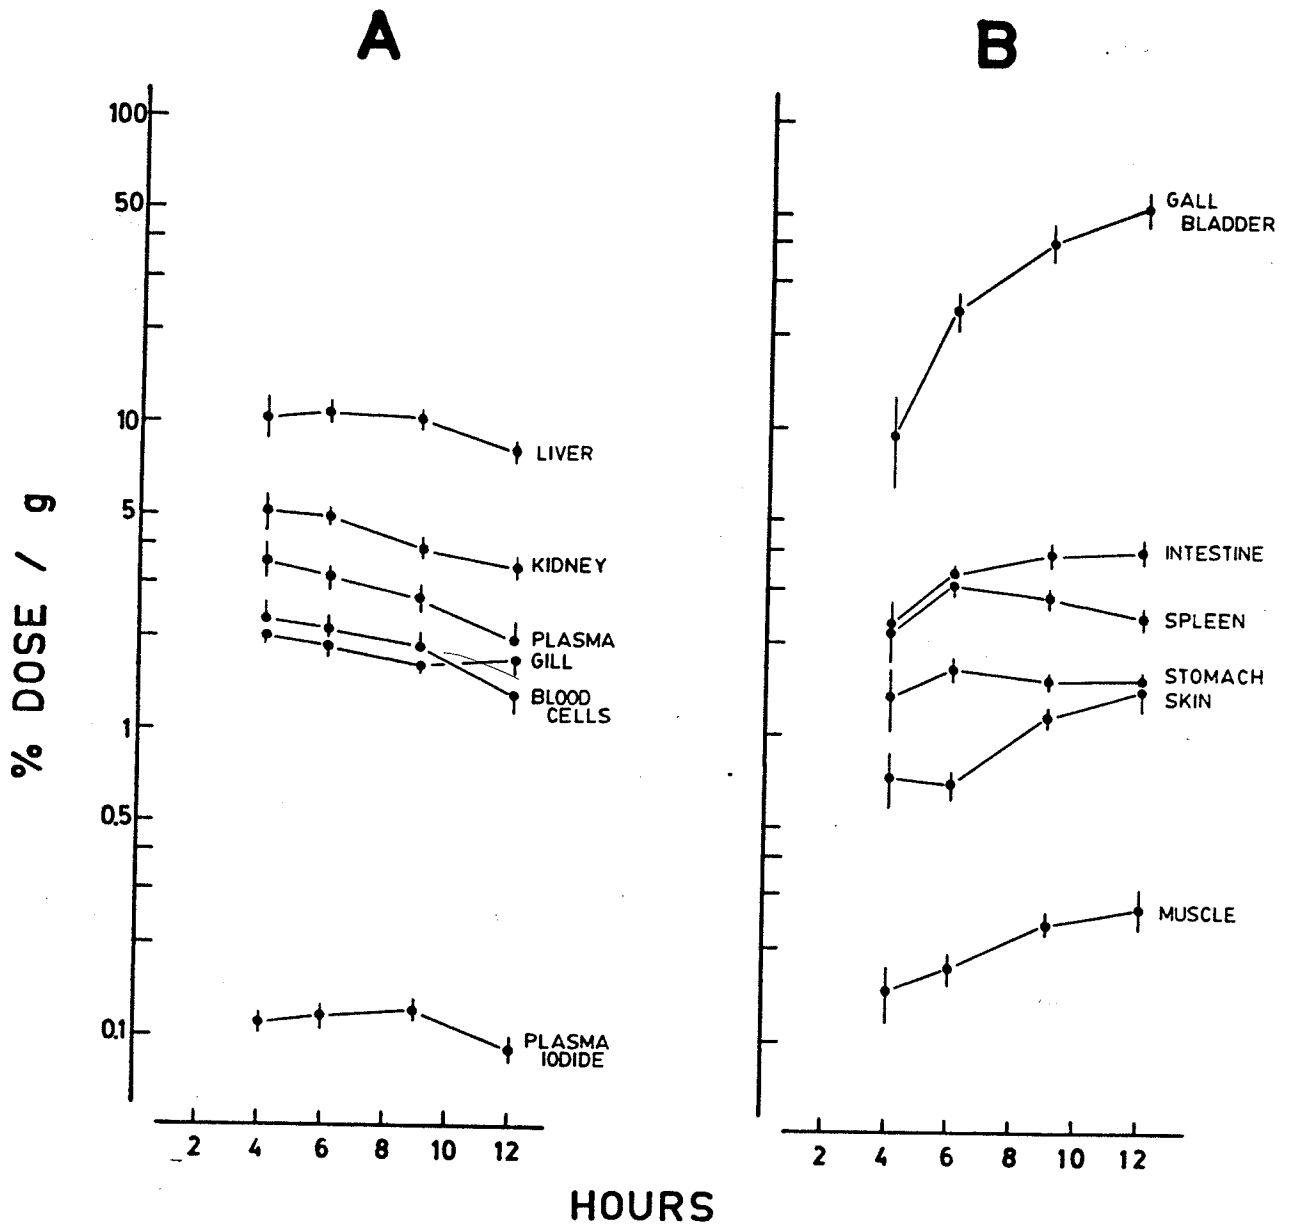 A
B
100
50
10
5
1
0.5
0.1
% DOSE / g
LIVER
KIDNEY
PLASMA
GILL
BLOOD
CELLS
PLASMA
IODIDE
2 4 6 8 10 12
GALL
BLADDER
INTESTINE
SPLEEN
STOMACH
SKIN
MUSCLE
2 4 6 8 10 12
HOURS